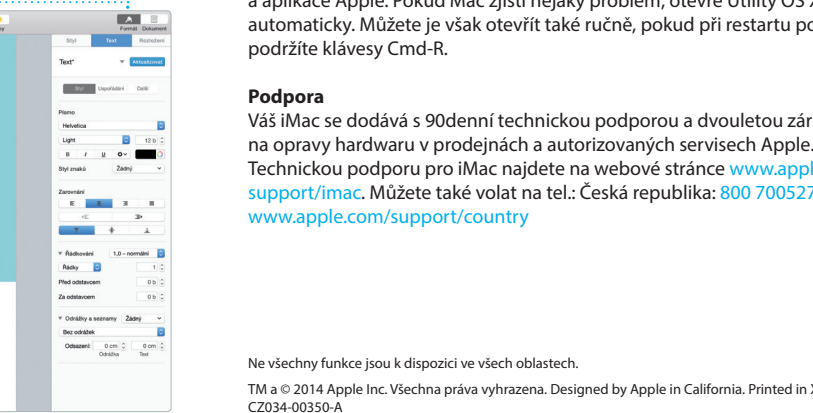 Formát Dokument
Styl Text Rozložení
Text* Aktualizovat
Styl Uspořádání Další
Písmo
Helvetica
Light 12 b
B I U
Styl znaků Žádný
Zarovnání
Řádkování 1,0 – normální
Řádky 1
Před odstavcem 0 b
Za odstavcem 0 b
Odrážky a seznamy Žádný
Bez odrážek
Odsazení: 0 cm 0 cm
Odrážka Text
a aplikace Apple. Pokud Mac zjistí nějaký problém, otevře Utility OS
automaticky. Můžete je však otevřít také ručně, pokud při restartu
podržíte klávesy Cmd-R.
Podpora
Váš iMac se dodává s 90denní technickou podporou a dvouletou
na opravy hardwaru v prodejnách a autorizovaných servisech Apple.
Technickou podporu pro iMac najdete na webové stránce www.appl
support/imac. Můžete také volat na tel.: Česká republika: 800 700527
www.apple.com/support/country
Ne všechny funkce jsou k dispozici ve všech oblastech.
TM a © 2014 Apple Inc. Všechna práva vyhrazena. Designed by Apple in California. Printed in
CZ034-00350-A